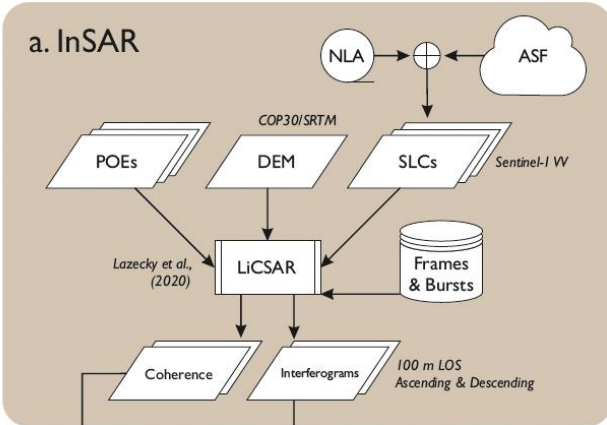 a. InSAR
NLA
ASF
COP30/SRTM
POEs
DEM
SLCs
Sentinel-1 VV
Lazecky et al.,
(2020)
LiCSAR
Frames
& Bursts
Coherence
Interferograms
100 m LOS
Ascending & Descending